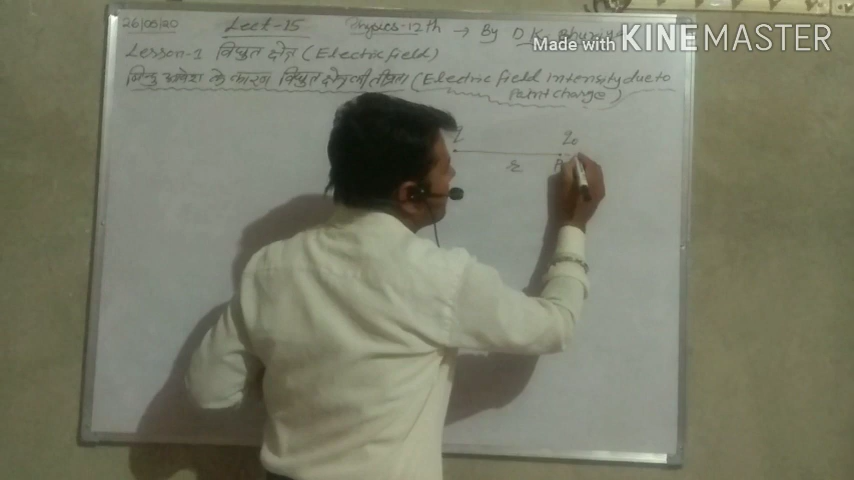 26/05/20 Lect-15 Physics-12th → By D.K.
Made with KINEMASTER
Lesson-1 विद्युत क्षेत्र (Electric field)
बिन्दु आवेश के कारण विद्युत क्षेत्र की तीव्रता (Electric field intensity due to
Point charge)
q q₀
r